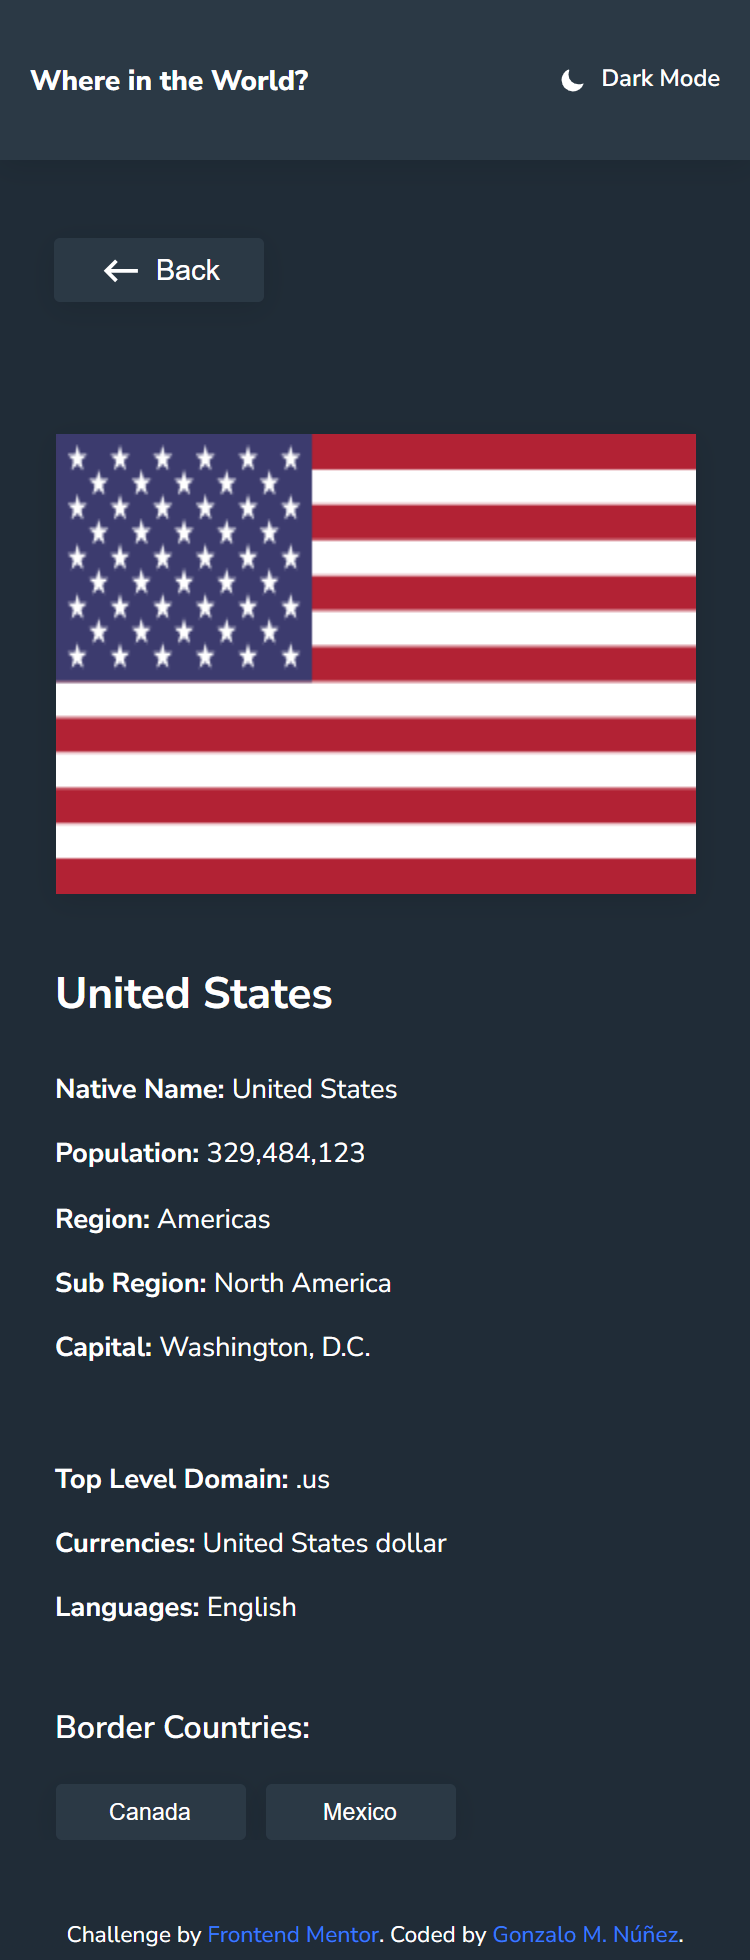 Where in the World? Dark Mode
Back
United States
Native Name: United States
Population: 329,484,123
Region: Americas
Sub Region: North America
Capital: Washington, D.C.
Top Level Domain: .us
Currencies: United States dollar
Languages: English
Border Countries:
Canada Mexico
Challenge by Frontend Mentor. Coded by Gonzalo M. Núñez.